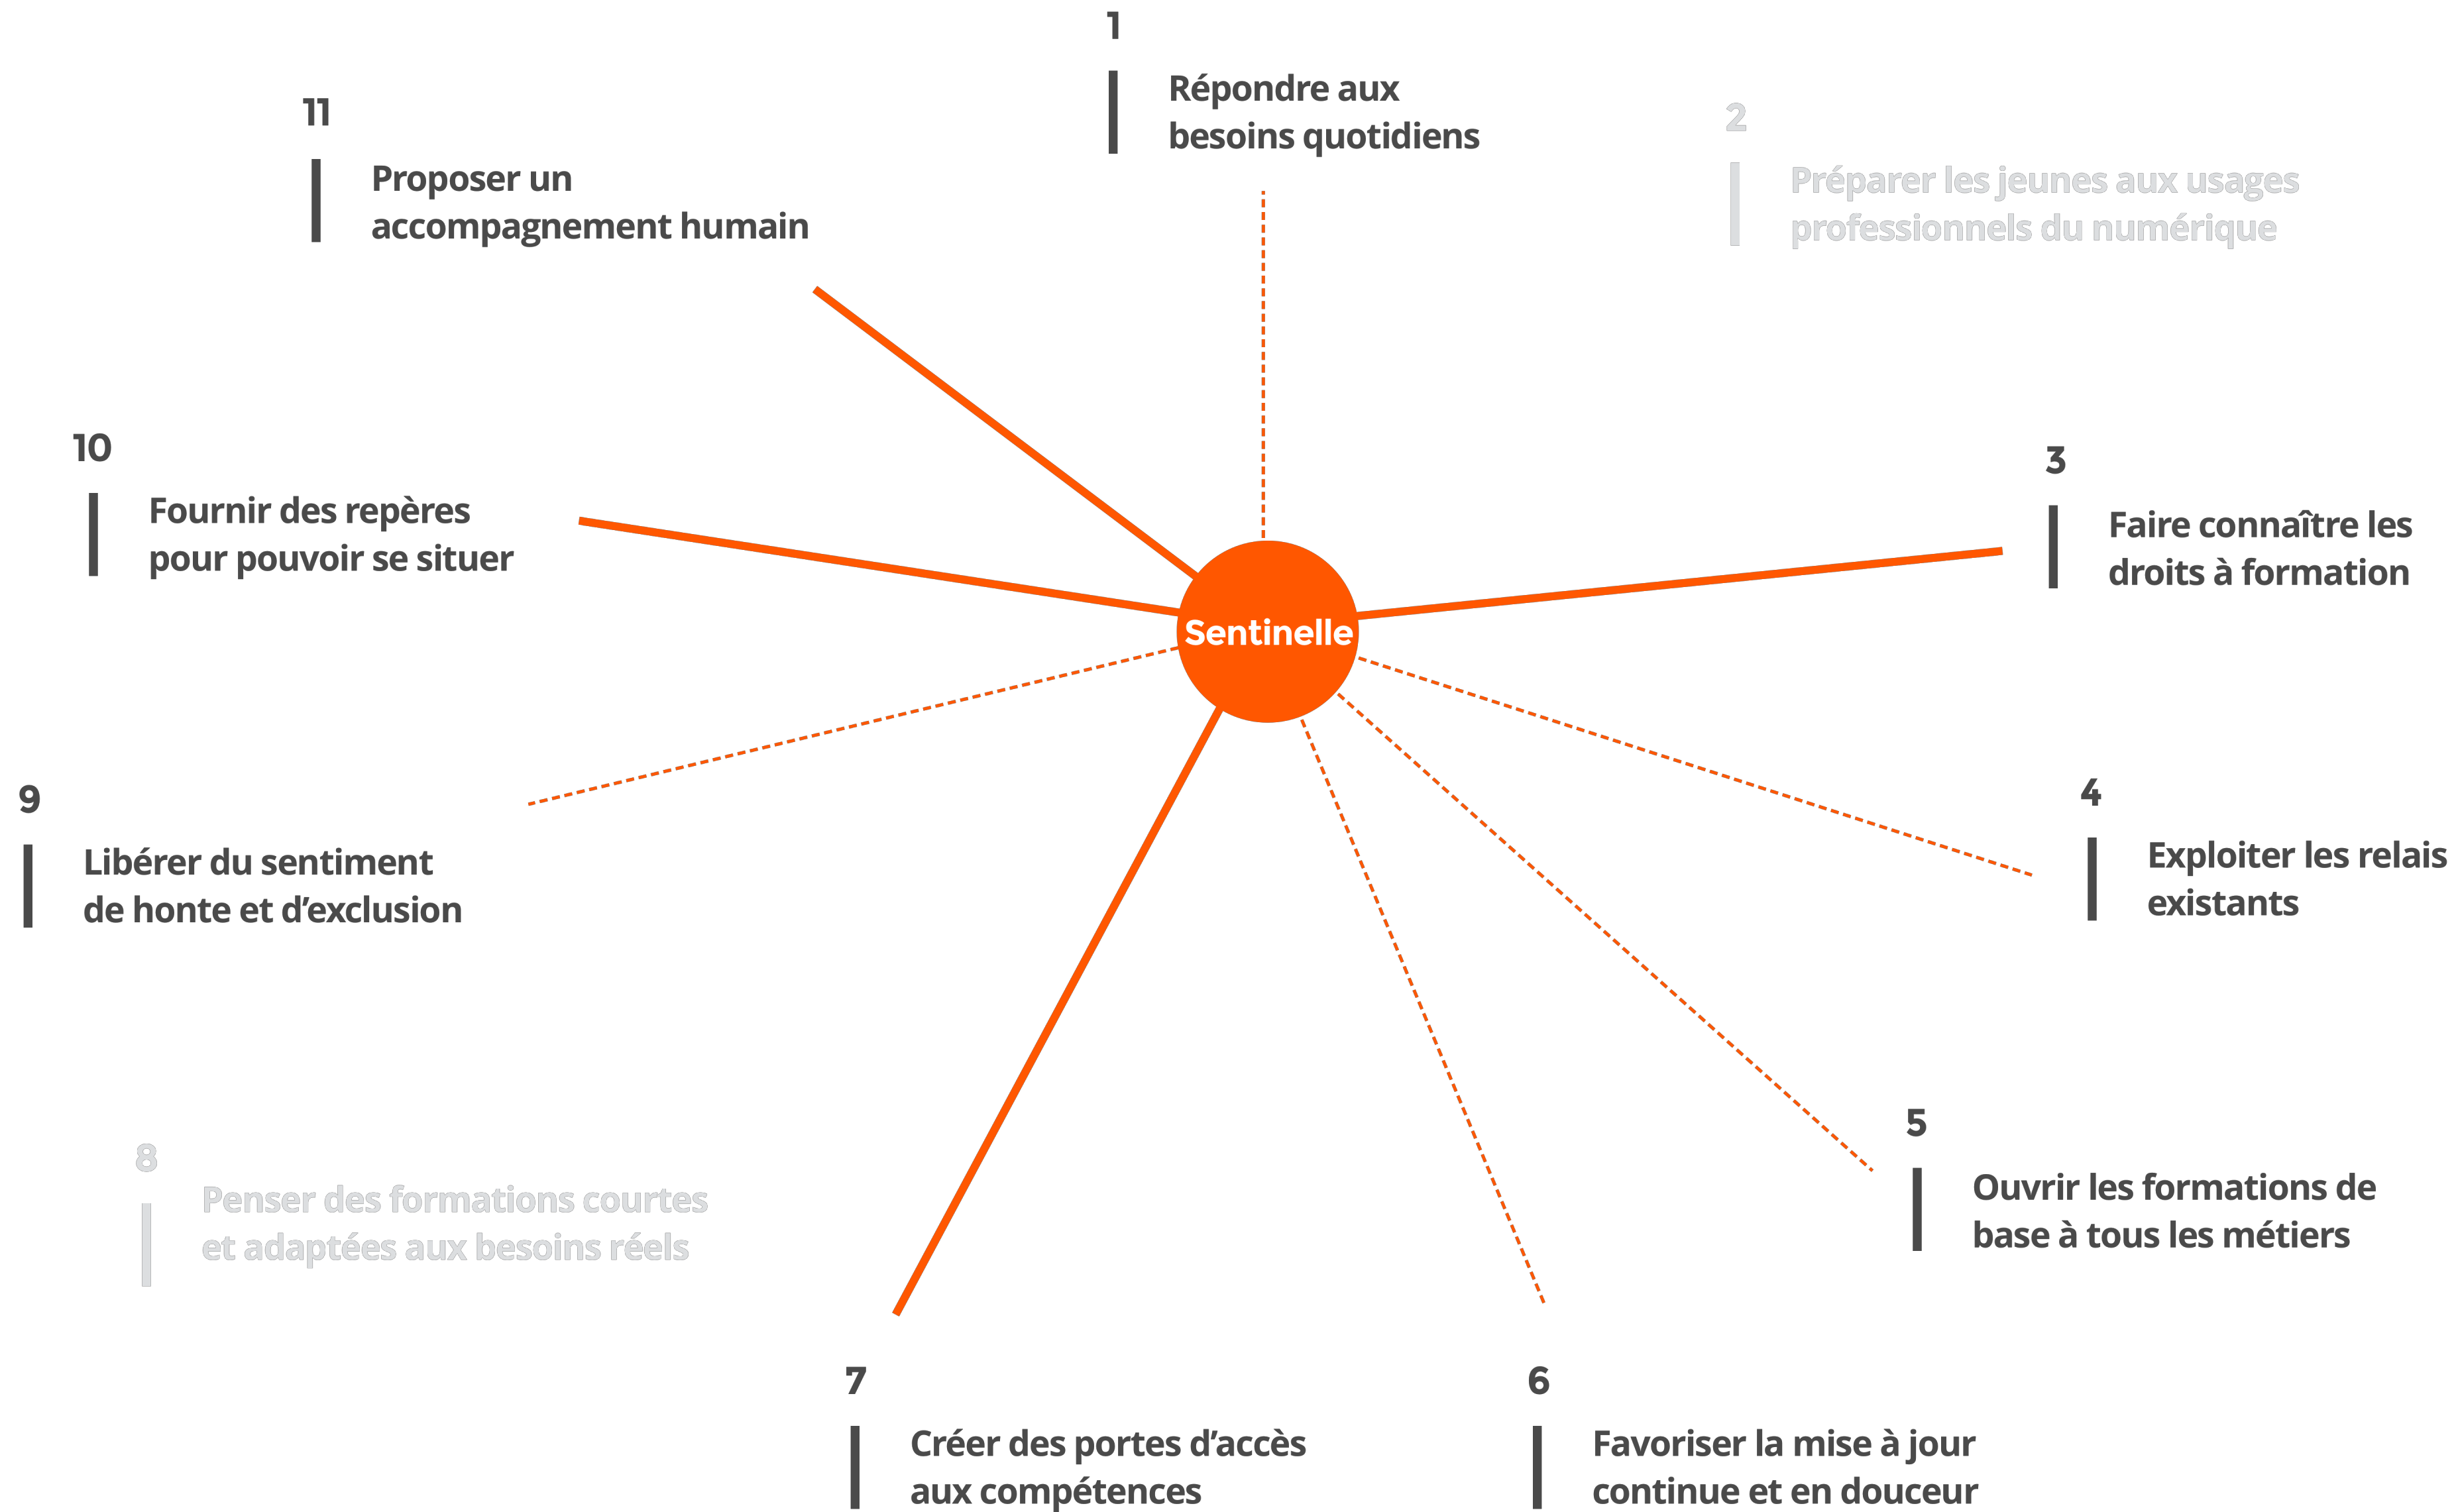 1
Répondre aux
besoins quotidiens
2
Préparer les jeunes aux usages
professionnels du numérique
3
Faire connaître les
droits à formation
4
Exploiter les relais
existants
5
Ouvrir les formations de
base à tous les métiers
6
Favoriser la mise à jour
continue et en douceur
7
Créer des portes d’accès
aux compétences
8
Penser des formations courtes
et adaptées aux besoins réels
9
Libérer du sentiment
de honte et d’exclusion
10
Fournir des repères
pour pouvoir se situer
11
Proposer un
accompagnement humain
Sentinelle